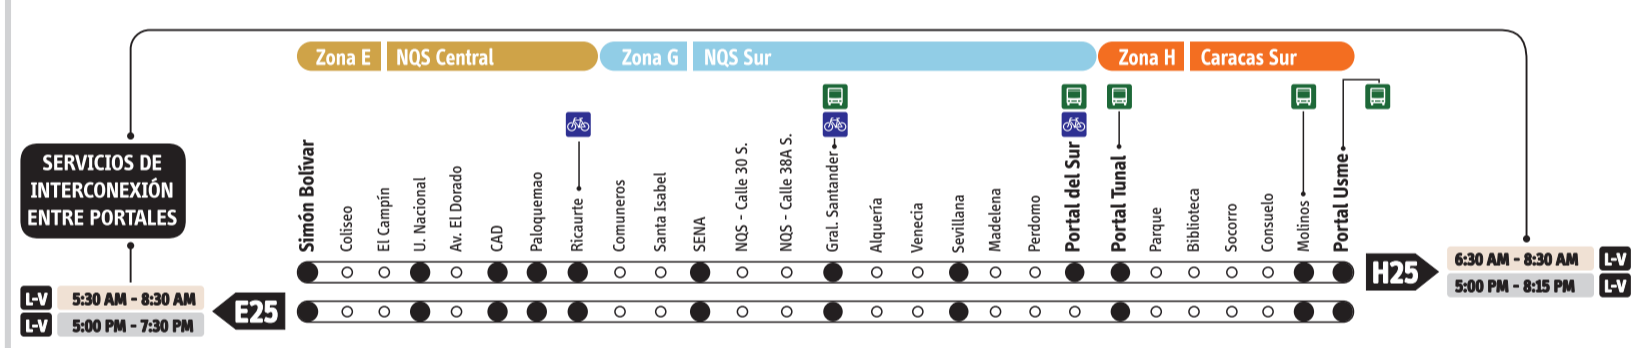 Zona E
NQS Central
Zona G
NQS Sur
Zona H
Caracas Sur
SERVICIOS DE
INTERCONEXIÓN
ENTRE PORTALES
Simón Bolívar
Coliseo
El Campín
U. Nacional
Av. El Dorado
CAD
Paloquemao
Ricaurte
Comuneros
Santa Isabel
SENA
NQS - Calle 30 S.
NQS - Calle 38A S.
Gral. Santander
Alquería
Venecia
Sevillana
Madelena
Perdomo
Portal del Sur
Portal Tunal
Parque
Biblioteca
Socorro
Consuelo
Molinos
Portal Usme
H25
6:30 AM - 8:30 AM
L-V
5:00 PM - 8:15 PM
L-V
L-V
5:30 AM - 8:30 AM
L-V
5:00 PM - 7:30 PM
E25